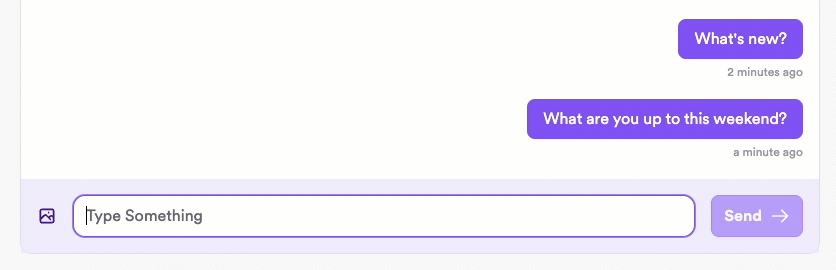 What's new?
2 minutes ago
What are you up to this weekend?
a minute ago
Type Something
Send